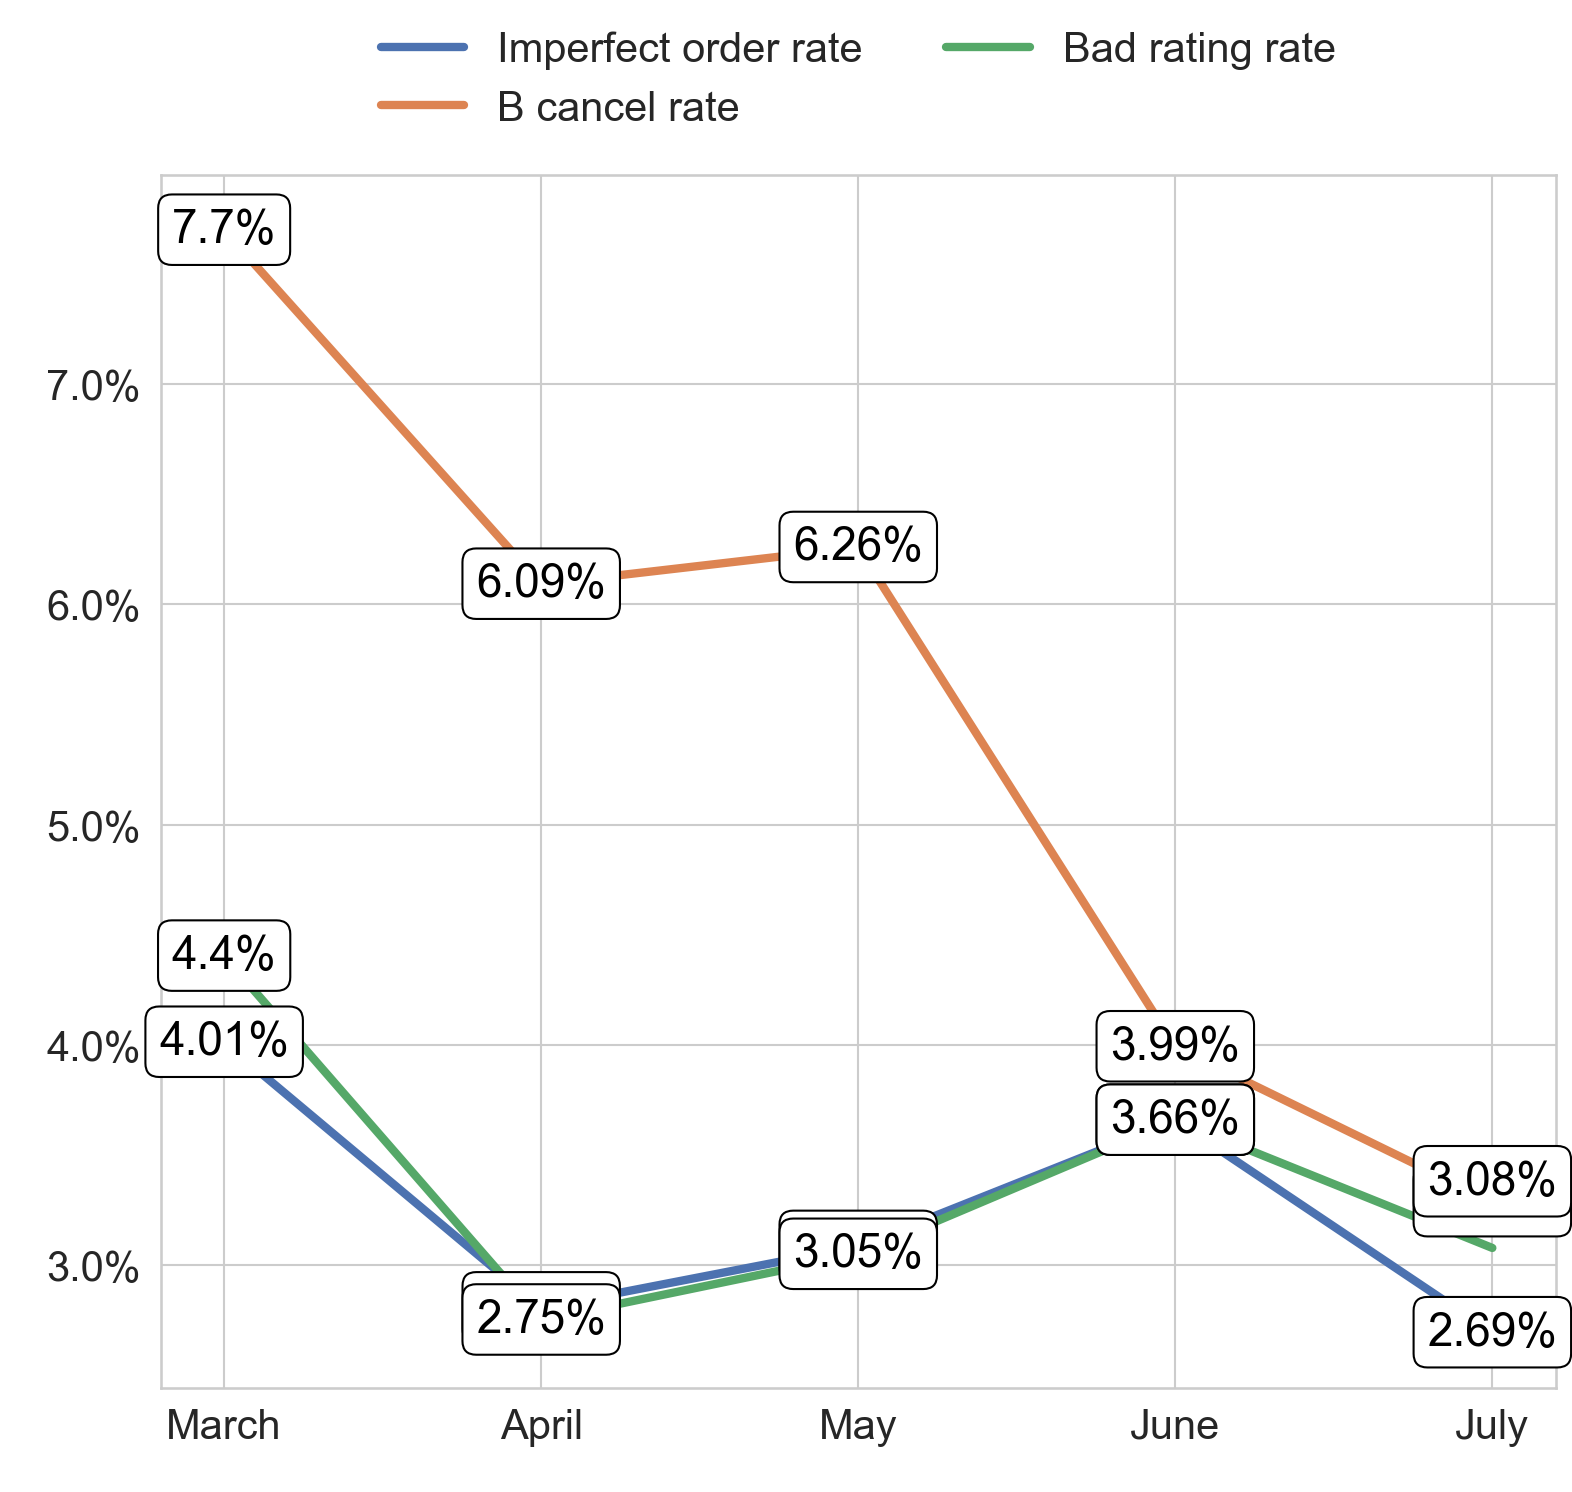 Imperfect order rate
Bad rating rate
B cancel rate
7.7%
7.0%
6.26%
6.09%
6.0%
5.0%
4.4%
4.01%
4.0%
3.99%
3.66%
3.08%
3.05%
3.0%
2.75%
2.69%
March
April
May
June
July